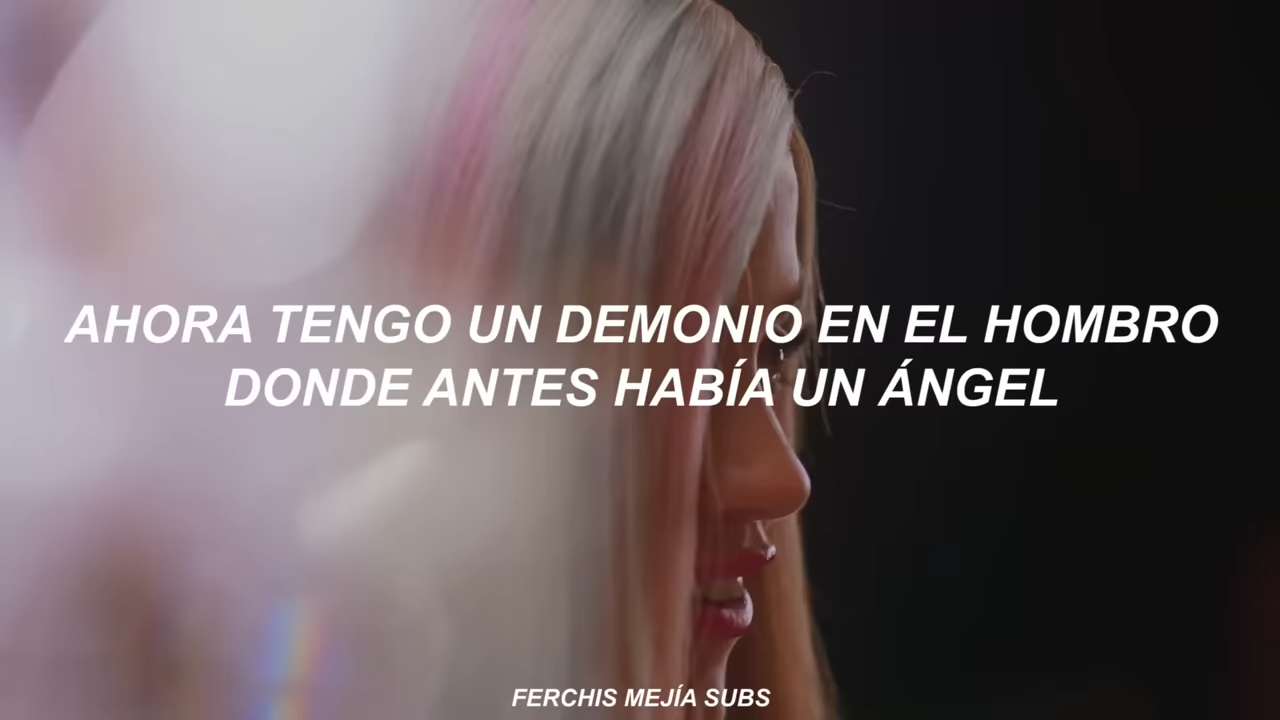 AHORA TENGO UN DEMONIO EN EL HOMBRO
DONDE ANTES HABÍA UN ÁNGEL
FERCHIS MEJÍA SUBS